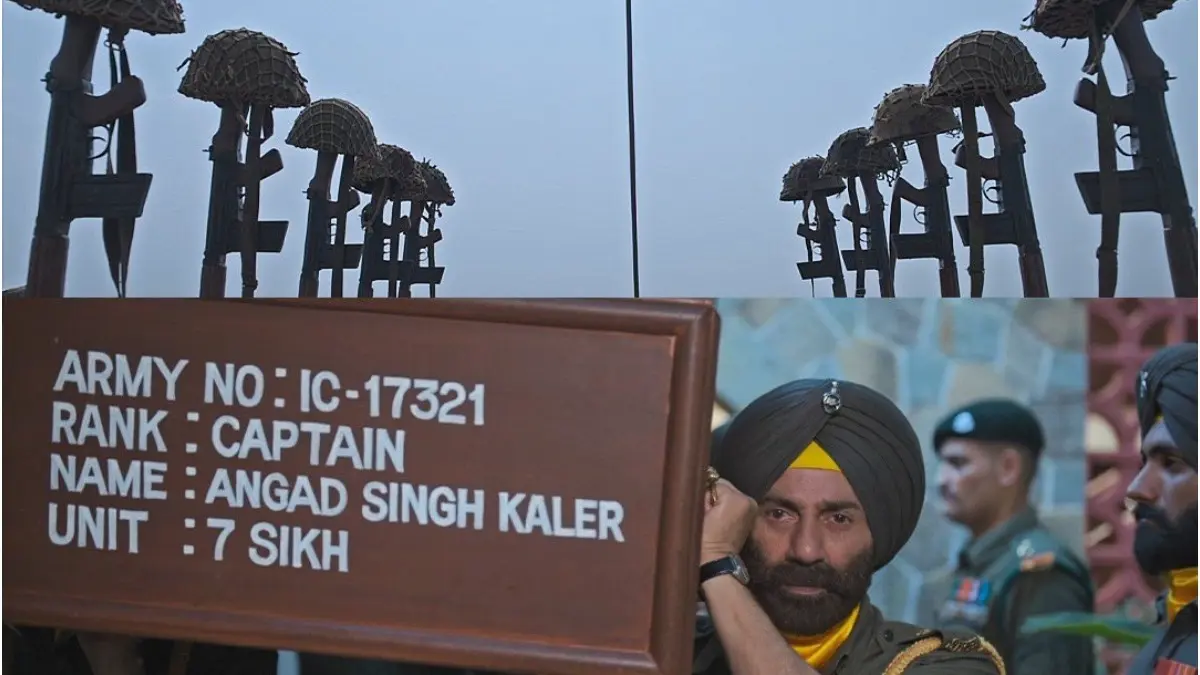 ARMY NO : IC-17321
RANK : CAPTAIN
NAME : ANGAD SINGH KALER
UNIT : 7 SIKH